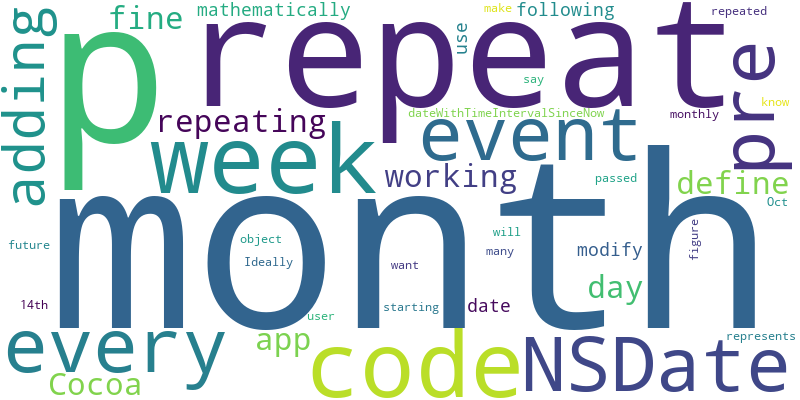 fine
mathematically
make
following
repeated
adding
p
repeat
use
pre
say
know
repeating
dateWithTimeIntervalSinceNow
monthly
week
event
working
passed
define
Oct
month
future
object
Ideally
will
many
want
modify
figure
day
14th
user
starting
date
every
app
code
NSDate
represents
Cocoa